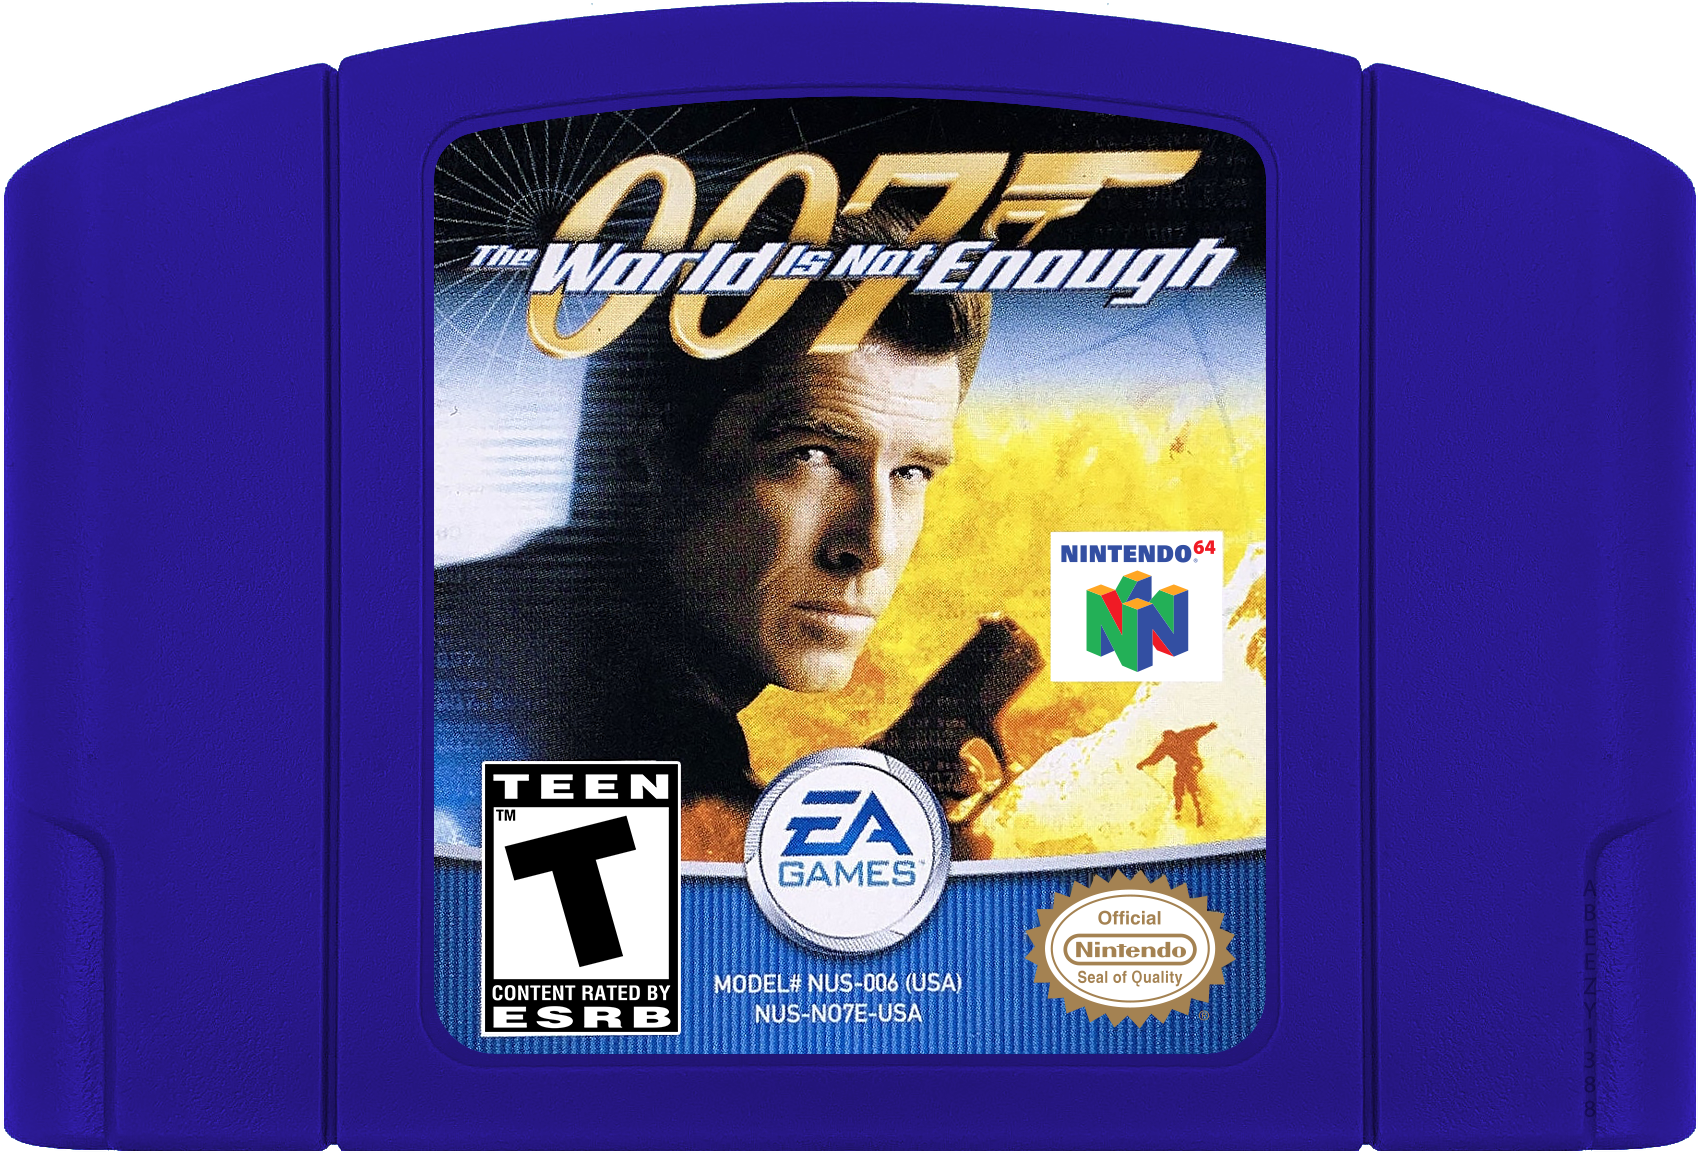 007
The World Is Not Enough
NINTENDO64
TEEN
TM
T
CONTENT RATED BY
ESRB
EA
GAMES
MODEL# NUS-006 (USA)
NUS-N07E-USA
Official
Nintendo
Seal of Quality
ABEEZY1388